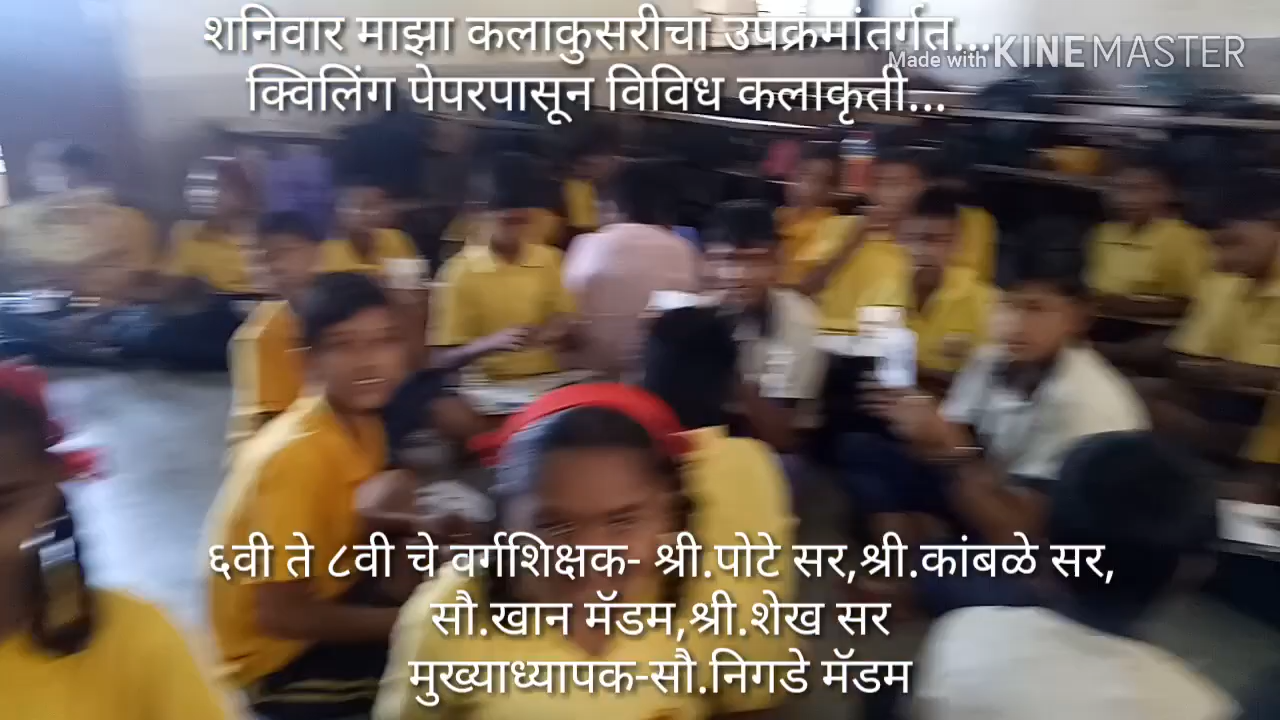 शनिवार माझा कलाकुसरीचा उपक्रमांतर्गत...
Made with KINEMASTER
क्विलिंग पेपरपासून विविध कलाकृती...
६वी ते ८वी चे वर्गशिक्षक- श्री.पोटे सर,श्री.कांबळे सर,
सौ.खान मॅडम,श्री.शेख सर
मुख्याध्यापक-सौ.निगडे मॅडम